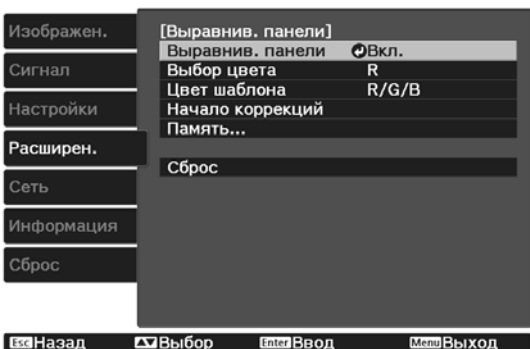 Изображен.
Сигнал
Настройки
Расширен.
Сеть
Информация
Сброс
[Выравнив. панели]
Выравнив. панели Вкл.
Выбор цвета R
Цвет шаблона R/G/B
Начало коррекций
Память...
Сброс
Esc Назад Выбор Enter Ввод Menu Выход